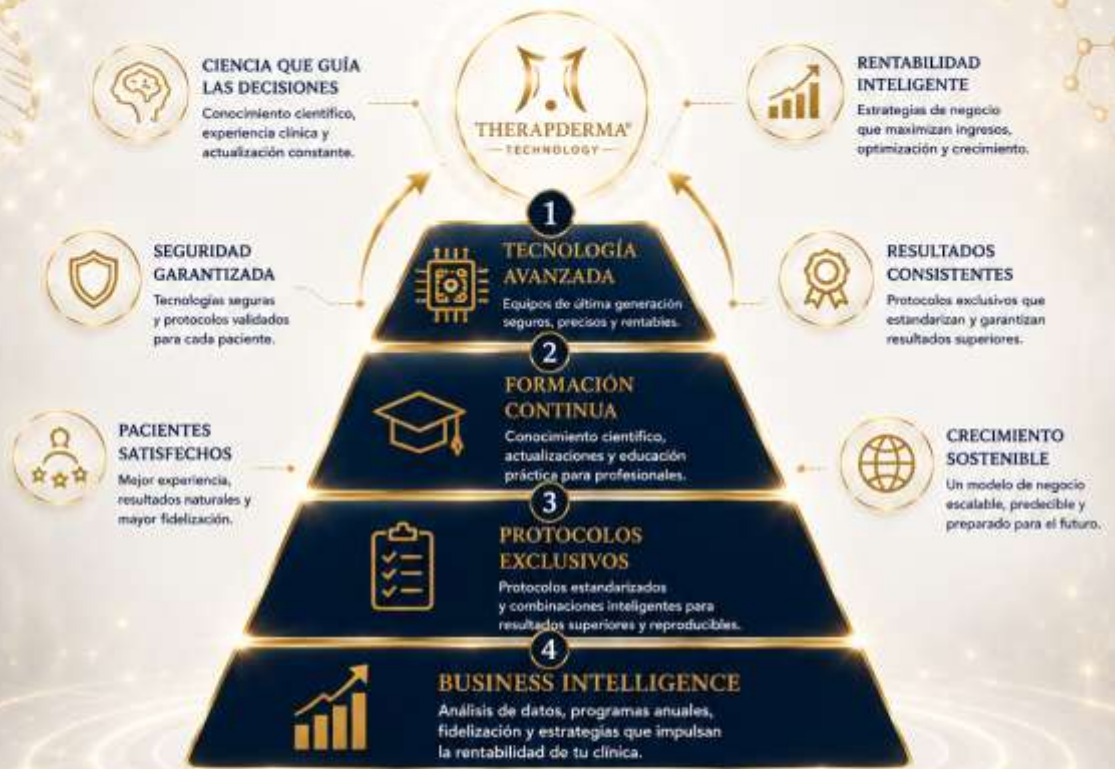 CIENCIA QUE GUÍA
LAS DECISIONES
Conocimiento científico,
experiencia clínica y
actualización constante.
THERAPDERMA®
TECHNOLOGY
RENTABILIDAD
INTELIGENTE
Estrategias de negocio
que maximizan ingresos,
optimización y crecimiento.
SEGURIDAD
GARANTIZADA
Tecnologías seguras
y protocolos validados
para cada paciente.
1
TECNOLOGÍA
AVANZADA
Equipos de última generación
seguros, precisos y rentables.
RESULTADOS
CONSISTENTES
Protocolos exclusivos que
estandarizan y garantizan
resultados superiores.
2
FORMACIÓN
CONTINUA
Conocimiento científico,
actualizaciones y educación
práctica para profesionales.
PACIENTES
SATISFECHOS
Mejor experiencia,
resultados naturales y
mayor fidelización.
CRECIMIENTO
SOSTENIBLE
Un modelo de negocio
escalable, predecible y
preparado para el futuro.
3
PROTOCOLOS
EXCLUSIVOS
Protocolos estandarizados
y combinaciones inteligentes para
resultados superiores y reproducibles.
4
BUSINESS INTELLIGENCE
Análisis de datos, programas anuales,
fidelización y estrategias que impulsan
la rentabilidad de tu clínica.